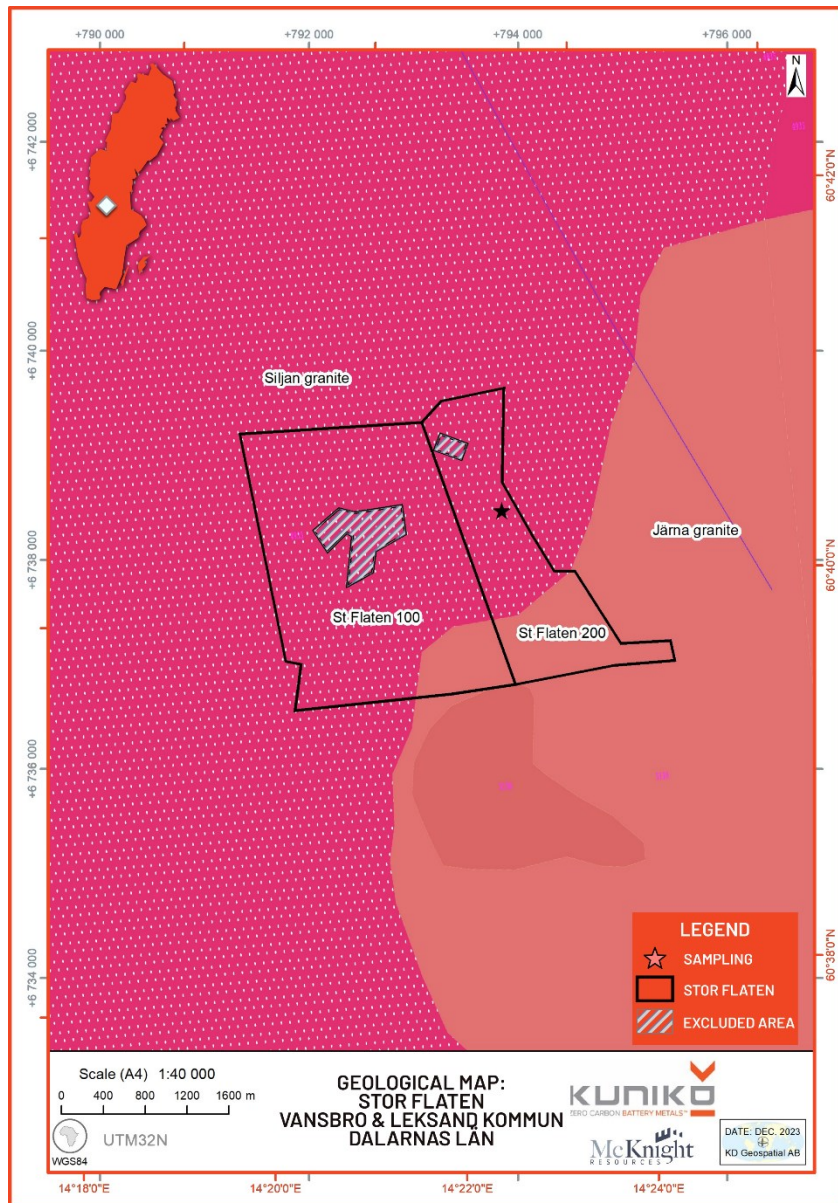 +790 000
+792 000
+794 000
+796 000
N
+6 742 000
60°42'0"N
+6 740 000
Siljan granite
Järna granite
+6 738 000
60°40'0"N
St Flaten 100
St Flaten 200
+6 736 000
LEGEND
SAMPLING
STOR FLATEN
EXCLUDED AREA
+6 734 000
60°38'0"N
Scale (A4) 1:40 000
0 400 800 1200 1600 m
UTM32N
WGS84
GEOLOGICAL MAP:
STOR FLATEN
VANSBRO & LEKSAND KOMMUN
DALARNAS LÄN
KUNIKO
ZERO CARBON BATTERY METALS™
McKnight
RESOURCES
DATE: DEC. 2023
KD Geospatial AB
14°18'0"E
14°20'0"E
14°22'0"E
14°24'0"E